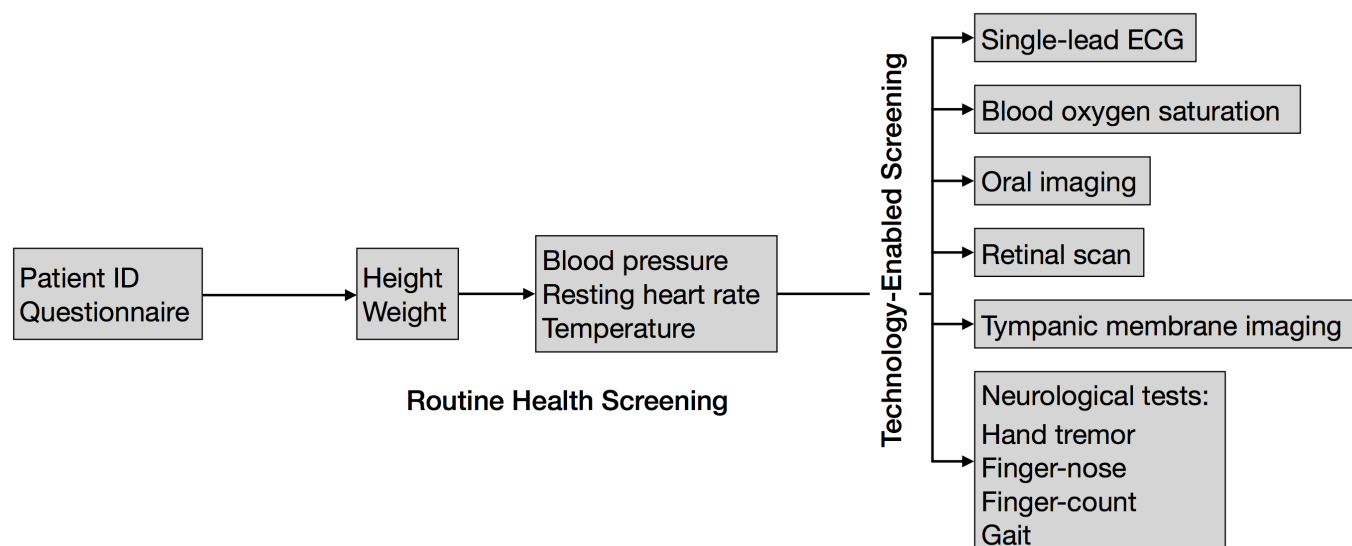 Patient ID
Questionnaire
Height
Weight
Blood pressure
Resting heart rate
Temperature
Routine Health Screening
Technology-Enabled Screening
Single-lead ECG
Blood oxygen saturation
Oral imaging
Retinal scan
Tympanic membrane imaging
Neurological tests:
Hand tremor
Finger-nose
Finger-count
Gait